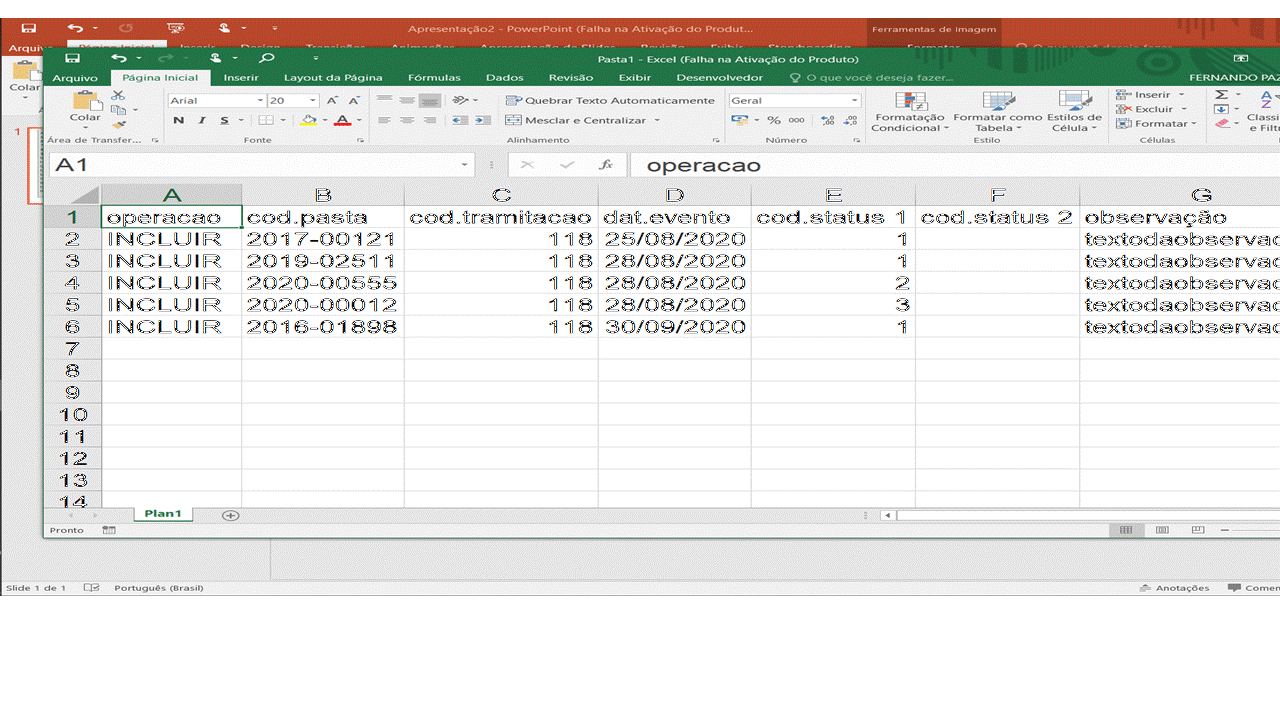 Apresentação2 - PowerPoint (Falha na Ativação do Produt...
Ferramentas de Imagem
Arqui
Pasta1 - Excel (Falha na Ativação do Produto)
Arquivo Página Inicial Inserir Layout da Página Fórmulas Dados Revisão Exibir Desenvolvedor O que você deseja fazer...
FERNANDO PAZ
Colar
Colar
Arial 20
N I S
Quebrar Texto Automaticamente
Mesclar e Centralizar
Geral
% 000
Formatação Condicional
Formatar como Tabela
Estilos de Célula
Inserir
Excluir
Formatar
Classi
e Filt
Área de Transfer... Fonte Alinhamento Número Estilo Células
1
A1 fx operacao
A B C D E F G
1 operacao cod.pasta cod.tramitacao dat.evento cod.status 1 cod.status 2 observação
2 INCLUIR 2017-00121 118 25/08/2020 1 textodaobservac
3 INCLUIR 2019-02511 118 28/08/2020 1 textodaobservac
4 INCLUIR 2020-00555 118 28/08/2020 2 textodaobservac
5 INCLUIR 2020-00012 118 28/08/2020 3 textodaobservac
6 INCLUIR 2016-01898 118 30/09/2020 1 textodaobservac
7
8
9
10
11
12
13
14
Plan1
Pronto
Slide 1 de 1 Português (Brasil) Anotações Comen